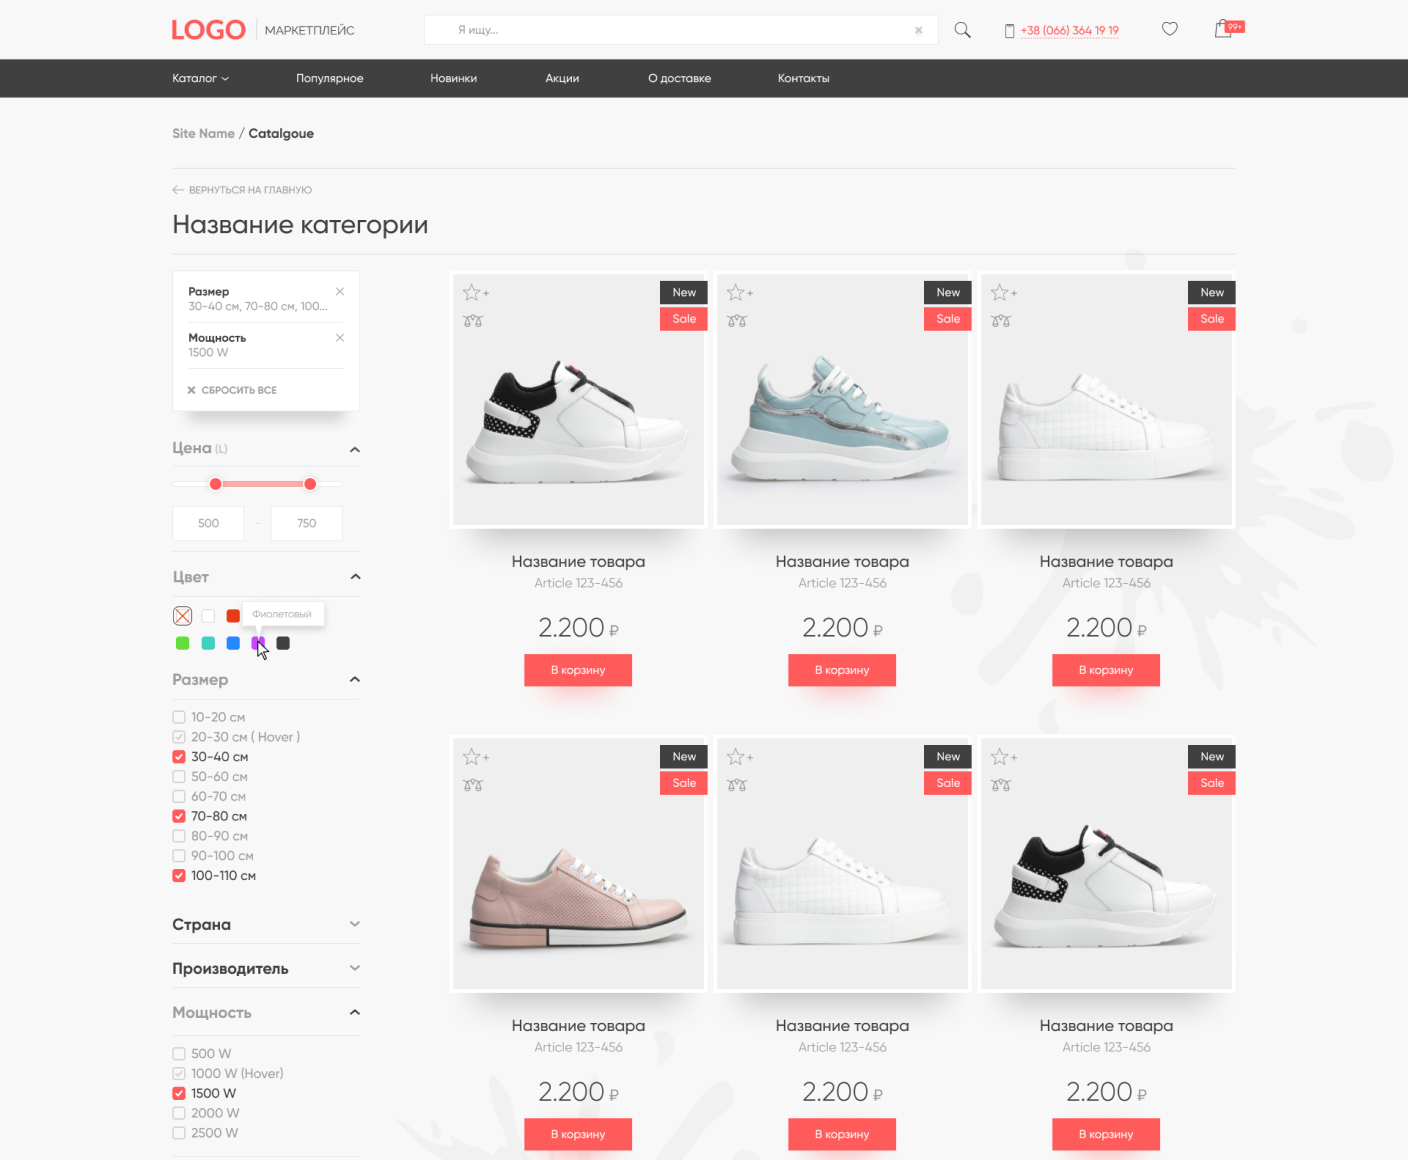 LOGO МАРКЕТПЛЕЙС Я ищу... +38 (066) 364 19 19 99+
Каталог Популярное Новинки Акции О доставке Контакты
Site Name / Catalgoue
ВЕРНУТЬСЯ НА ГЛАВНУЮ
Название категории
Размер
30-40 см, 70-80 см, 100...
Мощность
1500 W
СБРОСИТЬ ВСЕ
Цена (L)
500 - 750
Цвет
Фиолетовый
Размер
10-20 см
20-30 см ( Hover )
30-40 см
50-60 см
60-70 см
70-80 см
80-90 см
90-100 см
100-110 см
Страна
Производитель
Мощность
500 W
1000 W (Hover)
1500 W
2000 W
2500 W
New
Sale
Название товара
Article 123-456
2.200 ₽
В корзину
New
Sale
Название товара
Article 123-456
2.200 ₽
В корзину
New
Sale
Название товара
Article 123-456
2.200 ₽
В корзину
New
Sale
Название товара
Article 123-456
2.200 ₽
В корзину
New
Sale
Название товара
Article 123-456
2.200 ₽
В корзину
New
Sale
Название товара
Article 123-456
2.200 ₽
В корзину